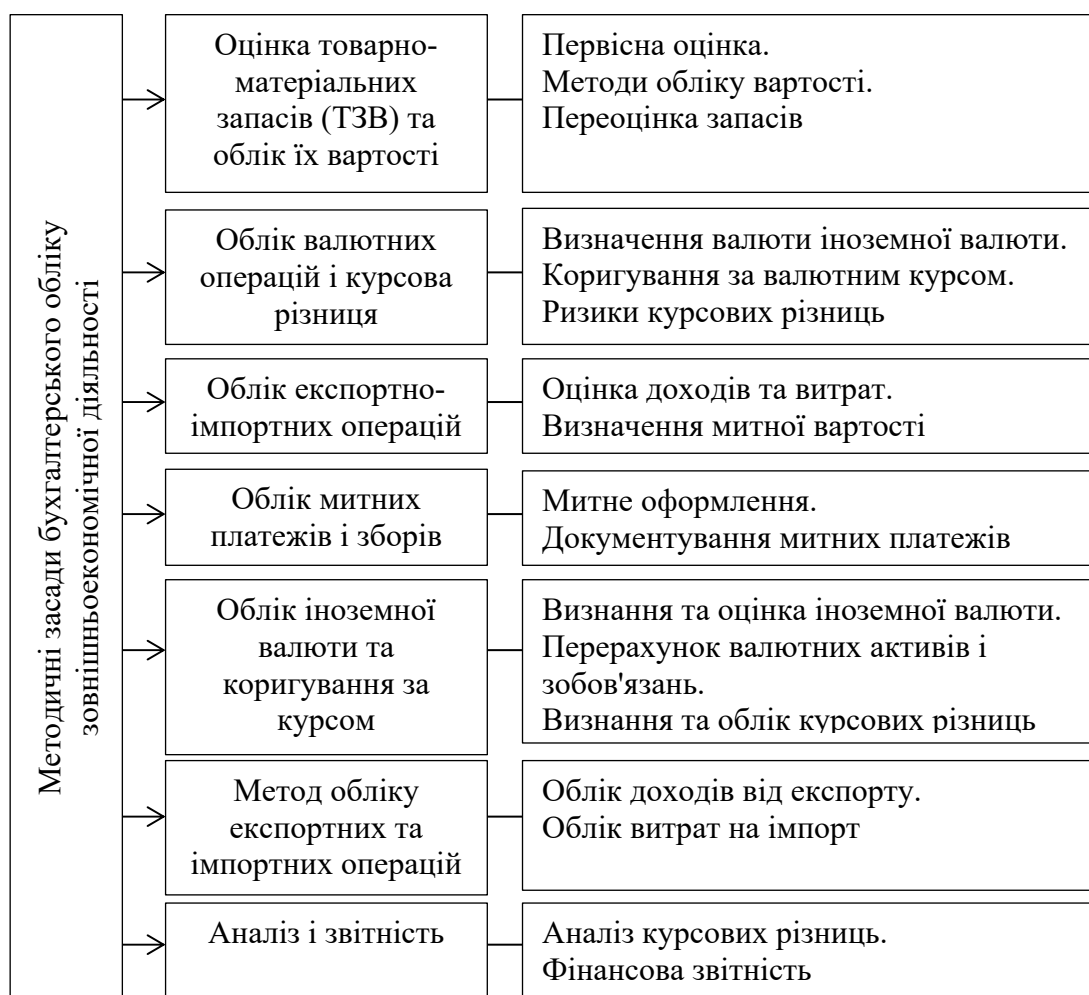 Методичні засади бухгалтерського обліку
зовнішньоекономічної діяльності
Оцінка товарно-
матеріальних
запасів (ТЗВ) та
облік їх вартості
Первісна оцінка.
Методи обліку вартості.
Переоцінка запасів
Облік валютних
операцій і курсова
різниця
Визначення валюти іноземної валюти.
Коригування за валютним курсом.
Ризики курсових різниць
Облік експортно-
імпортних операцій
Оцінка доходів та витрат.
Визначення митної вартості
Облік митних
платежів і зборів
Митне оформлення.
Документування митних платежів
Облік іноземної
валюти та
коригування за
курсом
Визнання та оцінка іноземної валюти.
Перерахунок валютних активів і
зобов'язань.
Визнання та облік курсових різниць
Метод обліку
експортних та
імпортних операцій
Облік доходів від експорту.
Облік витрат на імпорт
Аналіз і звітність
Аналіз курсових різниць.
Фінансова звітність